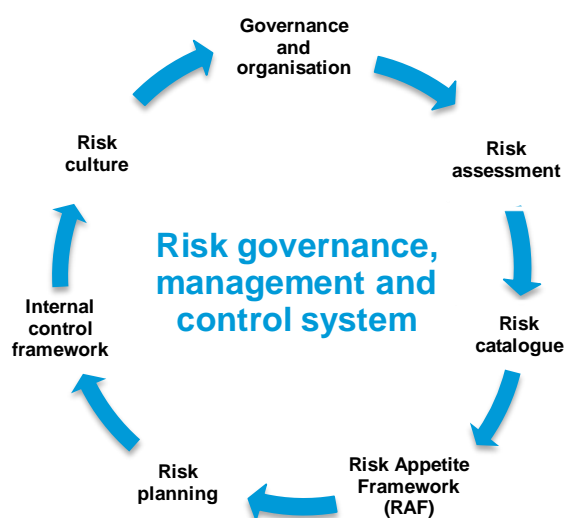 Governance
and
organisation
Risk
assessment
Risk
catalogue
Risk Appetite
Framework
(RAF)
Risk
planning
Internal
control
framework
Risk
culture
Risk governance,
management and
control system